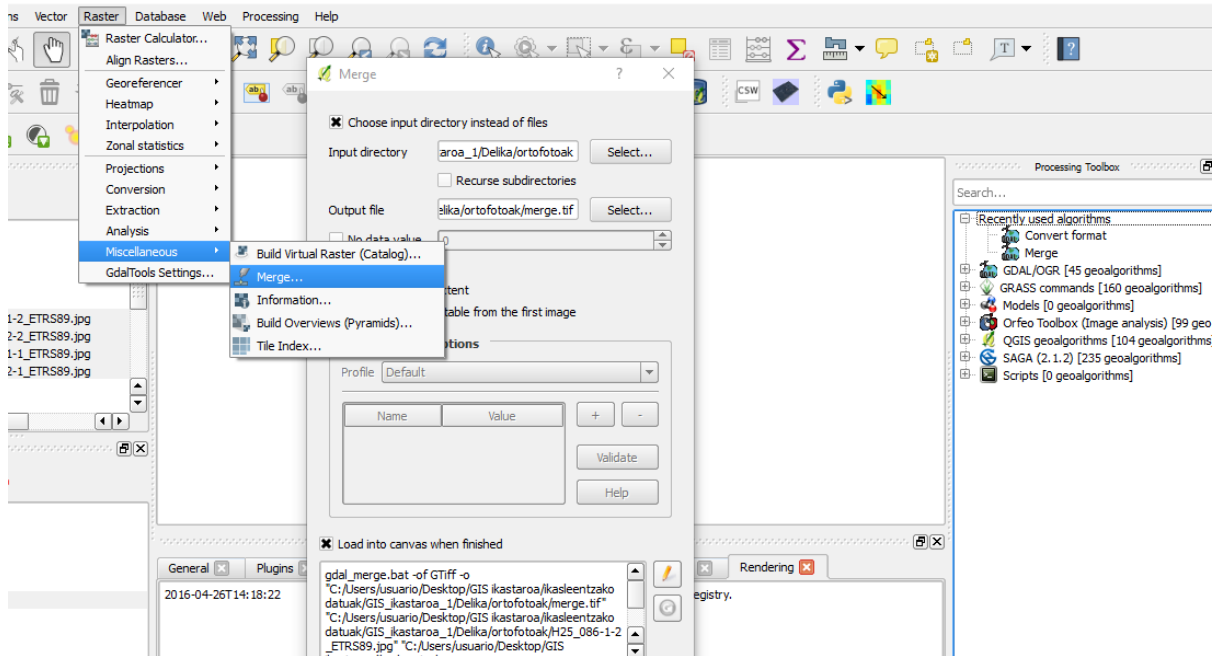 ns Vector Raster Database Web Processing Help
Raster Calculator...
Align Rasters...
Georeferencer
Heatmap
Interpolation
Zonal statistics
Projections
Conversion
Extraction
Analysis
Miscellaneous
GdalTools Settings...
Build Virtual Raster (Catalog)...
Merge...
Information...
Build Overviews (Pyramids)...
Tile Index...
abc
ab
CSW
T
?
1-2_ETRS89.jpg
2-2_ETRS89.jpg
1-1_ETRS89.jpg
2-1_ETRS89.jpg
Merge
?
Choose input directory instead of files
Input directory aroa_1/Delika/ortofotoak Select...
Recurse subdirectories
Output file elika/ortofotoak/merge.tif Select...
No data value 0
tent
table from the first image
ptions
Profile Default
Name Value + -
Validate
Help
Load into canvas when finished
gdal_merge.bat -of GTiff -o
"C:/Users/usuario/Desktop/GIS ikastaroa/ikasleentzako
datuak/GIS_ikastaroa_1/Delika/ortofotoak/merge.tif"
"C:/Users/usuario/Desktop/GIS ikastaroa/ikasleentzako
datuak/GIS_ikastaroa_1/Delika/ortofotoak/H25_086-1-2
_ETRS89.jpg" "C:/Users/usuario/Desktop/GIS
General Plugins Rendering
2016-04-26T14:18:22 egistry.
Processing Toolbox
Search...
Recently used algorithms
Convert format
Merge
GDAL/OGR [45 geoalgorithms]
GRASS commands [160 geoalgorithms]
Models [0 geoalgorithms]
Orfeo Toolbox (Image analysis) [99 geo
QGIS geoalgorithms [104 geoalgorithms
SAGA (2.1.2) [235 geoalgorithms]
Scripts [0 geoalgorithms]